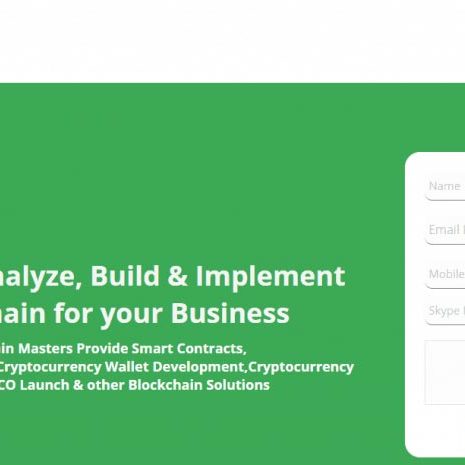 nalyze, Build & Implement
hain for your Business
in Masters Provide Smart Contracts,
Cryptocurrency Wallet Development,Cryptocurrency
CO Launch & other Blockchain Solutions
Name
Email
Mobile
Skype